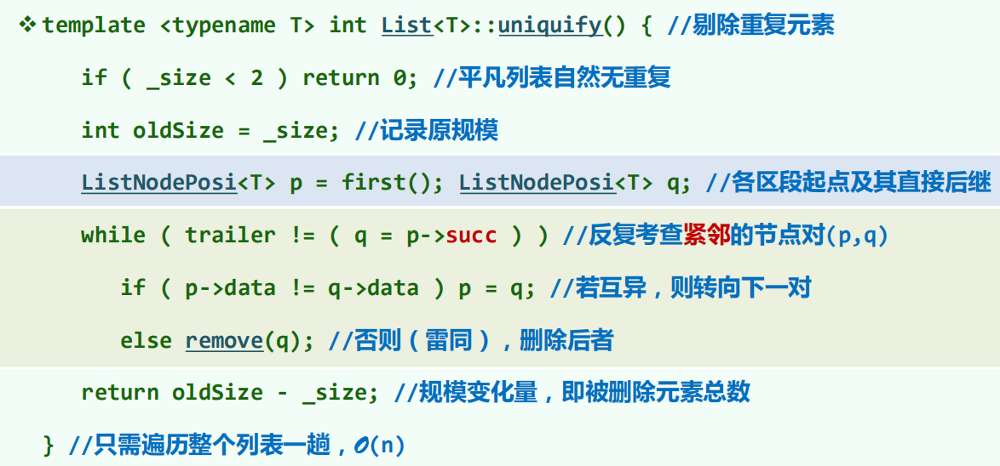 ❖ template <typename T> int List<T>::uniquify() { //剔除重复元素
if ( _size < 2 ) return 0; //平凡列表自然无重复
int oldSize = _size; //记录原规模
ListNodePosi<T> p = first(); ListNodePosi<T> q; //各区段起点及其直接后继
while ( trailer != ( q = p->succ ) ) //反复考查紧邻的节点对(p,q)
if ( p->data != q->data ) p = q; //若互异，则转向下一对
else remove(q); //否则（雷同），删除后者
return oldSize - _size; //规模变化量，即被删除元素总数
} //只需遍历整个列表一趟，O(n)